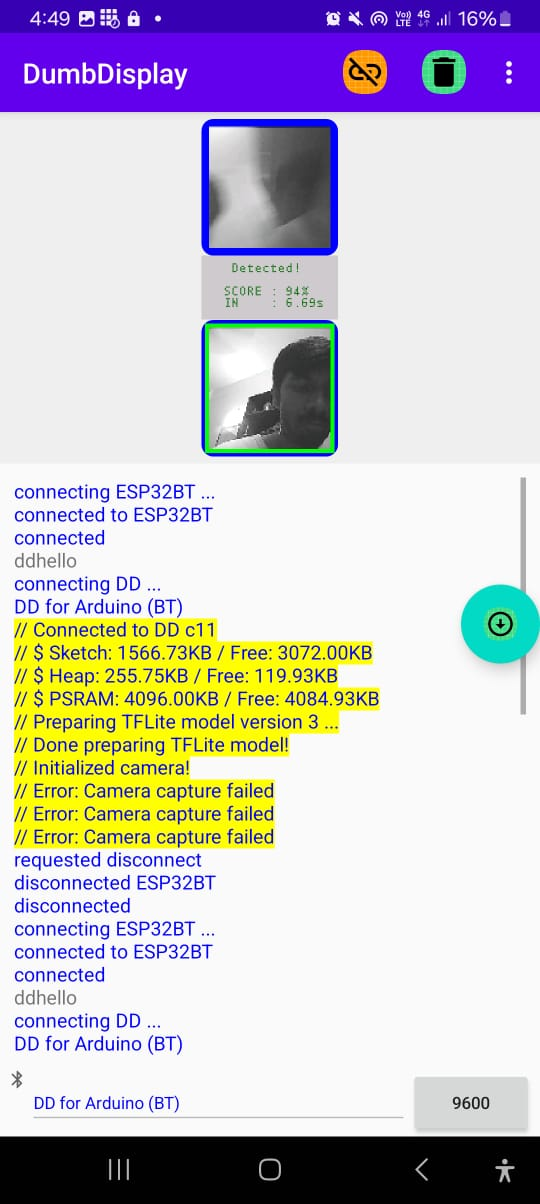 4:49
Vo)) LTE 4G 16%
DumbDisplay
Detected!
SCORE : 94%
IN : 6.69s
connecting ESP32BT ...
connected to ESP32BT
connected
ddhello
connecting DD ...
DD for Arduino (BT)
// Connected to DD c11
// $ Sketch: 1566.73KB / Free: 3072.00KB
// $ Heap: 255.75KB / Free: 119.93KB
// $ PSRAM: 4096.00KB / Free: 4084.93KB
// Preparing TFLite model version 3 ...
// Done preparing TFLite model!
// Initialized camera!
// Error: Camera capture failed
// Error: Camera capture failed
// Error: Camera capture failed
requested disconnect
disconnected ESP32BT
disconnected
connecting ESP32BT ...
connected to ESP32BT
connected
ddhello
connecting DD ...
DD for Arduino (BT)
DD for Arduino (BT)
9600